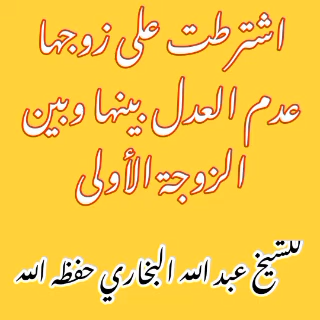 اشترطت على زوجها
عدم العدل بينها وبين
الزوجة الأولى
للشيخ عبد الله البخاري حفظه الله